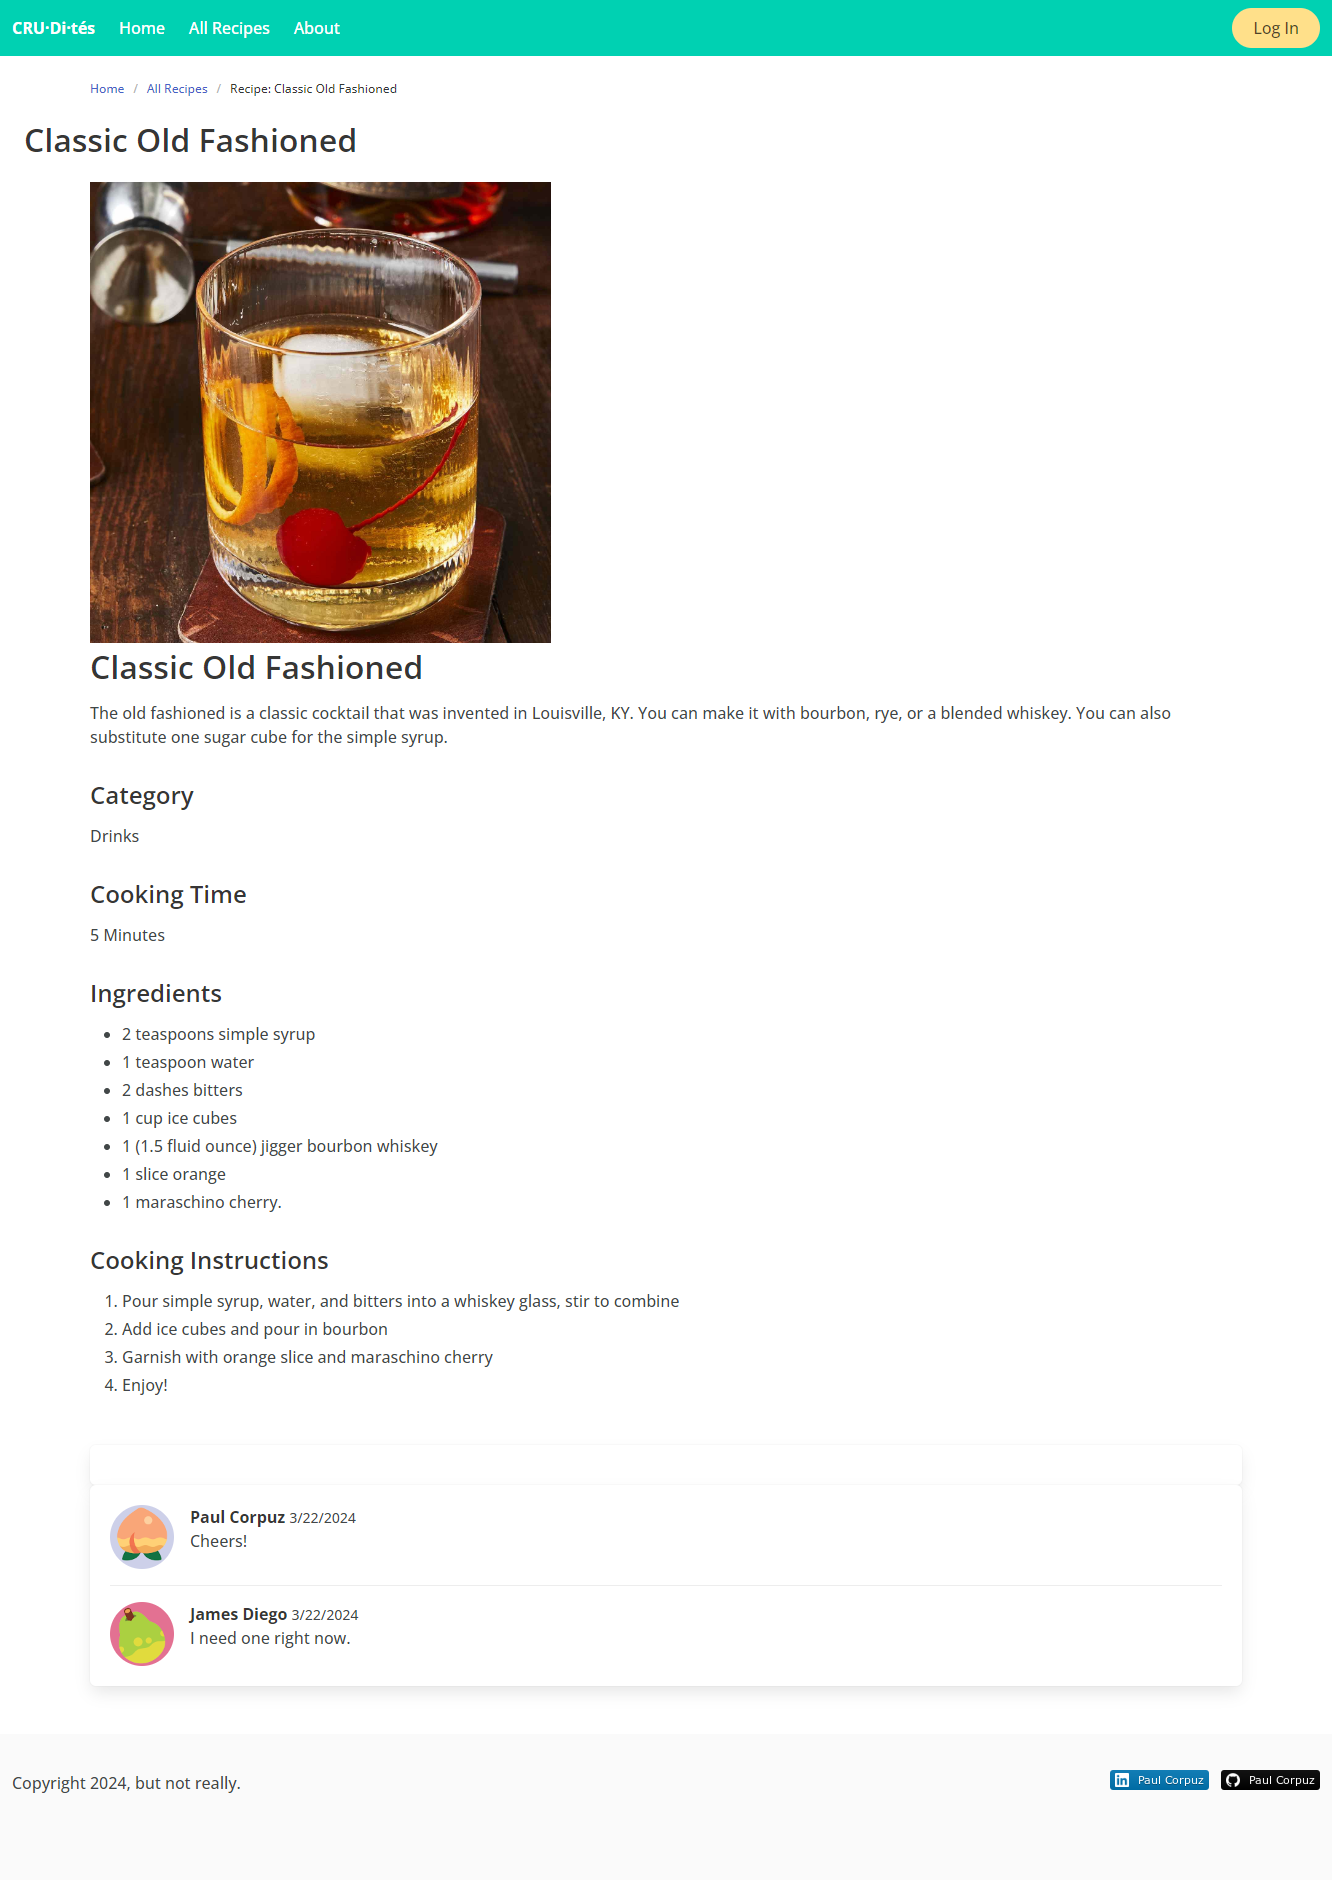 CRU·Di·tés Home All Recipes About Log In
Home / All Recipes / Recipe: Classic Old Fashioned
Classic Old Fashioned
Classic Old Fashioned
The old fashioned is a classic cocktail that was invented in Louisville, KY. You can make it with bourbon, rye, or a blended whiskey. You can also
substitute one sugar cube for the simple syrup.
Category
Drinks
Cooking Time
5 Minutes
Ingredients
• 2 teaspoons simple syrup
• 1 teaspoon water
• 2 dashes bitters
• 1 cup ice cubes
• 1 (1.5 fluid ounce) jigger bourbon whiskey
• 1 slice orange
• 1 maraschino cherry.
Cooking Instructions
1. Pour simple syrup, water, and bitters into a whiskey glass, stir to combine
2. Add ice cubes and pour in bourbon
3. Garnish with orange slice and maraschino cherry
4. Enjoy!
Paul Corpuz 3/22/2024
Cheers!
James Diego 3/22/2024
I need one right now.
Copyright 2024, but not really. in Paul Corpuz Paul Corpuz